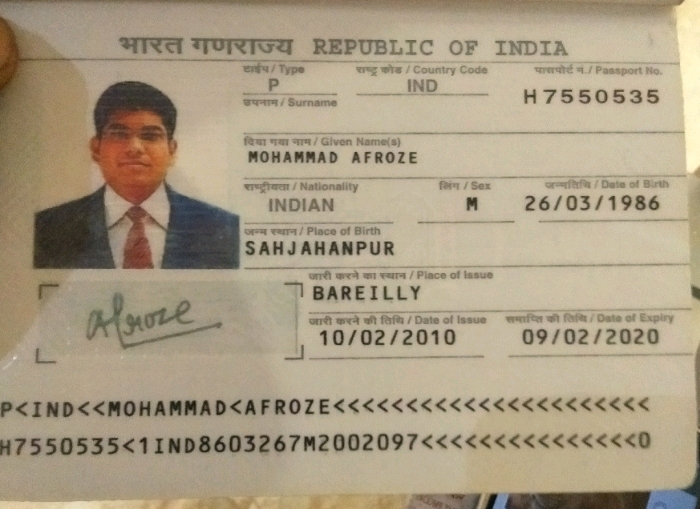 भारत गणराज्य REPUBLIC OF INDIA
टाईप / Type राष्ट्र कोड / Country Code पासपोर्ट नं. / Passport No.
P IND H7550535
उपनाम / Surname
दिया गया नाम / Given Name(s)
MOHAMMAD AFROZE
राष्ट्रीयता / Nationality लिंग / Sex जन्मतिथि / Date of Birth
INDIAN M 26/03/1986
जन्म स्थान / Place of Birth
SAHJAHANPUR
जारी करने का स्थान / Place of Issue
BAREILLY
जारी करने की तिथि / Date of Issue समाप्ति की तिथि / Date of Expiry
10/02/2010 09/02/2020
Afroze
P<IND<<MOHAMMAD<AFROZE<<<<<<<<<<<<<<<<<<<<<<
H7550535<1IND8603267M2002097<<<<<<<<<<<<<<<0